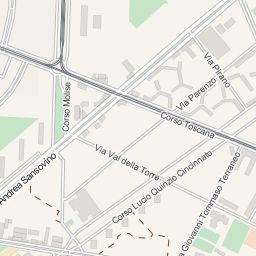 Via Pirano
Via Parenzo
Corso Molise
Corso Toscana
Via Val della Torre
Andrea Sansovino
Corso Lucio Quinzio Cincinnato
Via Giovanni Tommaso Terraneo